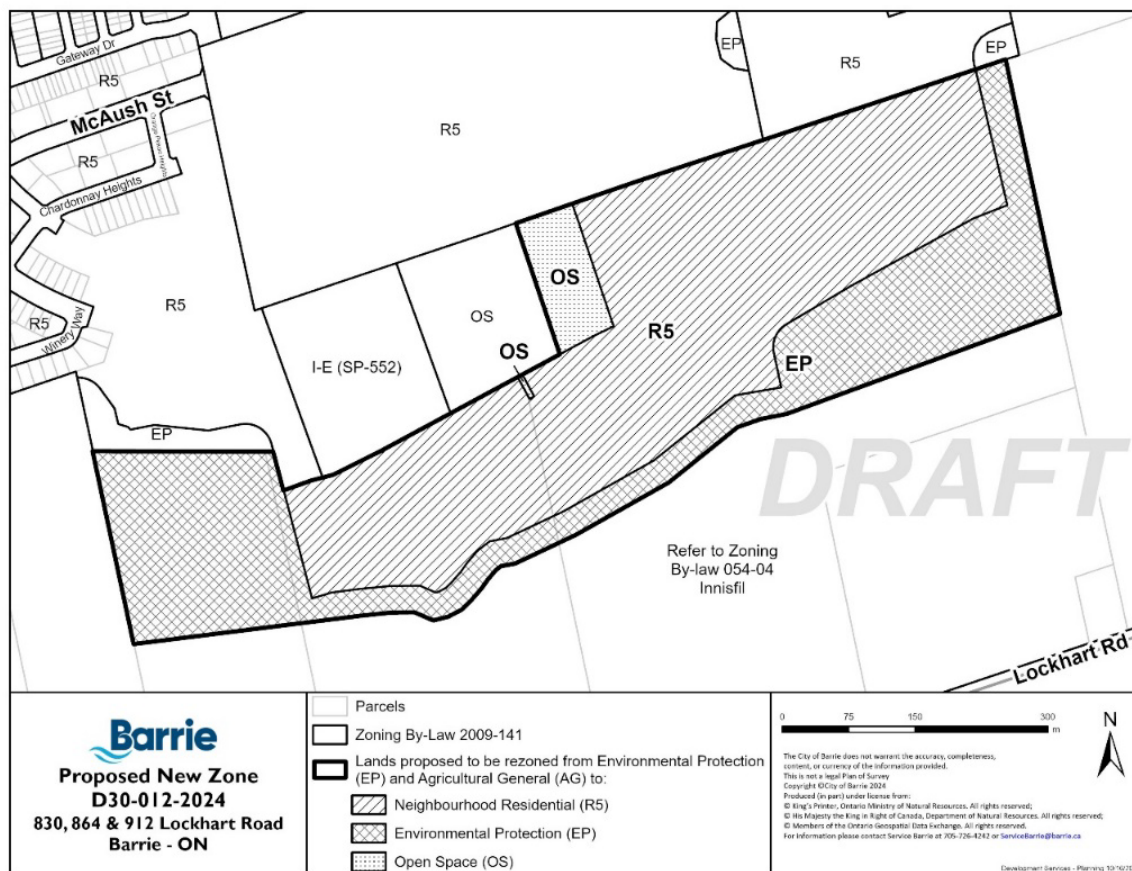 Gateway Dr
R5
McAush St
R5
Chardonnay Heights
R5
R5
Winery Way
R5
EP
R5
EP
OS
OS
OS
I-E (SP-552)
R5
EP
EP
DRAFT
Refer to Zoning
By-law 054-04
Innisfil
Lockhart Rd
Barrie
Proposed New Zone
D30-012-2024
830, 864 & 912 Lockhart Road
Barrie - ON
Parcels
Zoning By-Law 2009-141
Lands proposed to be rezoned from Environmental Protection
(EP) and Agricultural General (AG) to:
Neighbourhood Residential (R5)
Environmental Protection (EP)
Open Space (OS)
0 75 150 300
m
N
The City of Barrie does not warrant the accuracy, completeness,
content, or currency of the information provided.
This is not a legal Plan of Survey
Copyright ©City of Barrie 2024
Produced (in part) under license from:
© King's Printer, Ontario Ministry of Natural Resources. All rights reserved;
© His Majesty the King in Right of Canada, Department of Natural Resources. All rights reserved;
© Members of the Ontario Geospatial Data Exchange. All rights reserved.
For information please contact Service Barrie at 705-726-4242 or ServiceBarrie@barrie.ca
Development Services - Planning